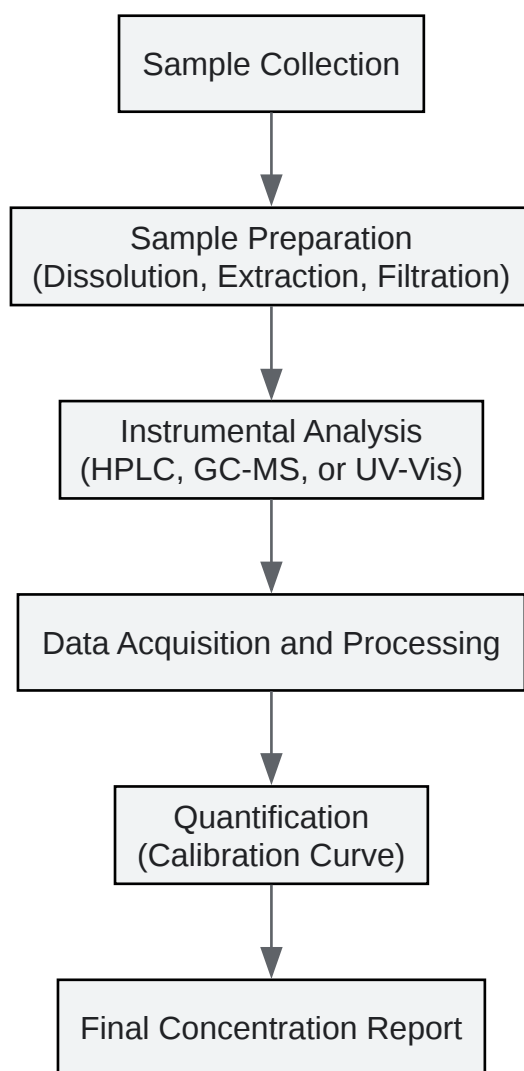 Sample Collection
Sample Preparation
(Dissolution, Extraction, Filtration)
Instrumental Analysis
(HPLC, GC-MS, or UV-Vis)
Data Acquisition and Processing
Quantification
(Calibration Curve)
Final Concentration Report